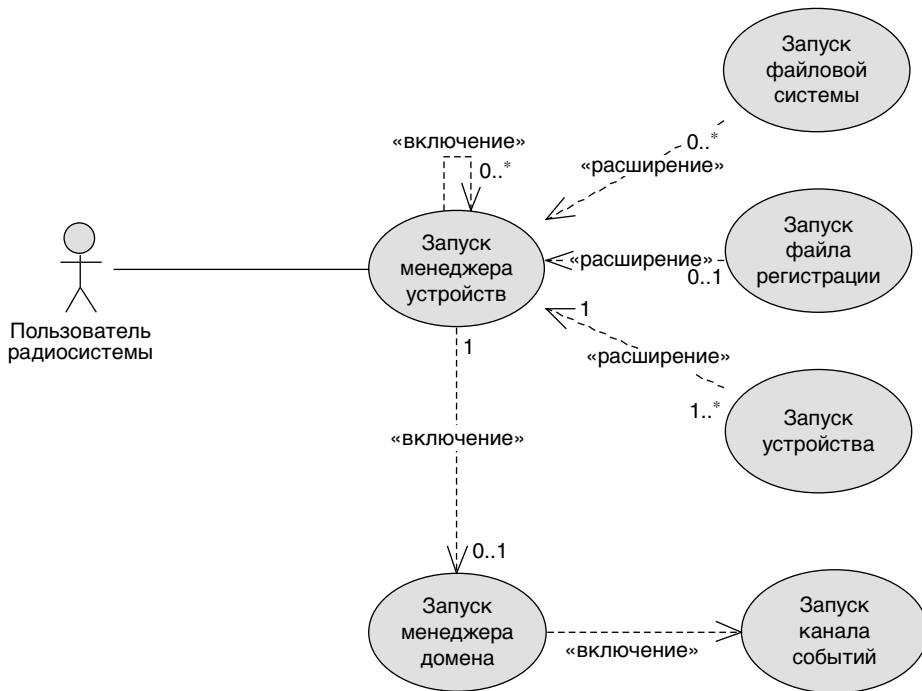 Запуск
файловой
системы
«включение»
0..*
0..*
«расширение»
Запуск
менеджера
устройств
«расширение»
0..1
Запуск
файла
регистрации
Пользователь
радиосистемы
1
1
«расширение»
1..*
Запуск
устройства
«включение»
0..1
Запуск
менеджера
домена
«включение»
Запуск
канала
событий